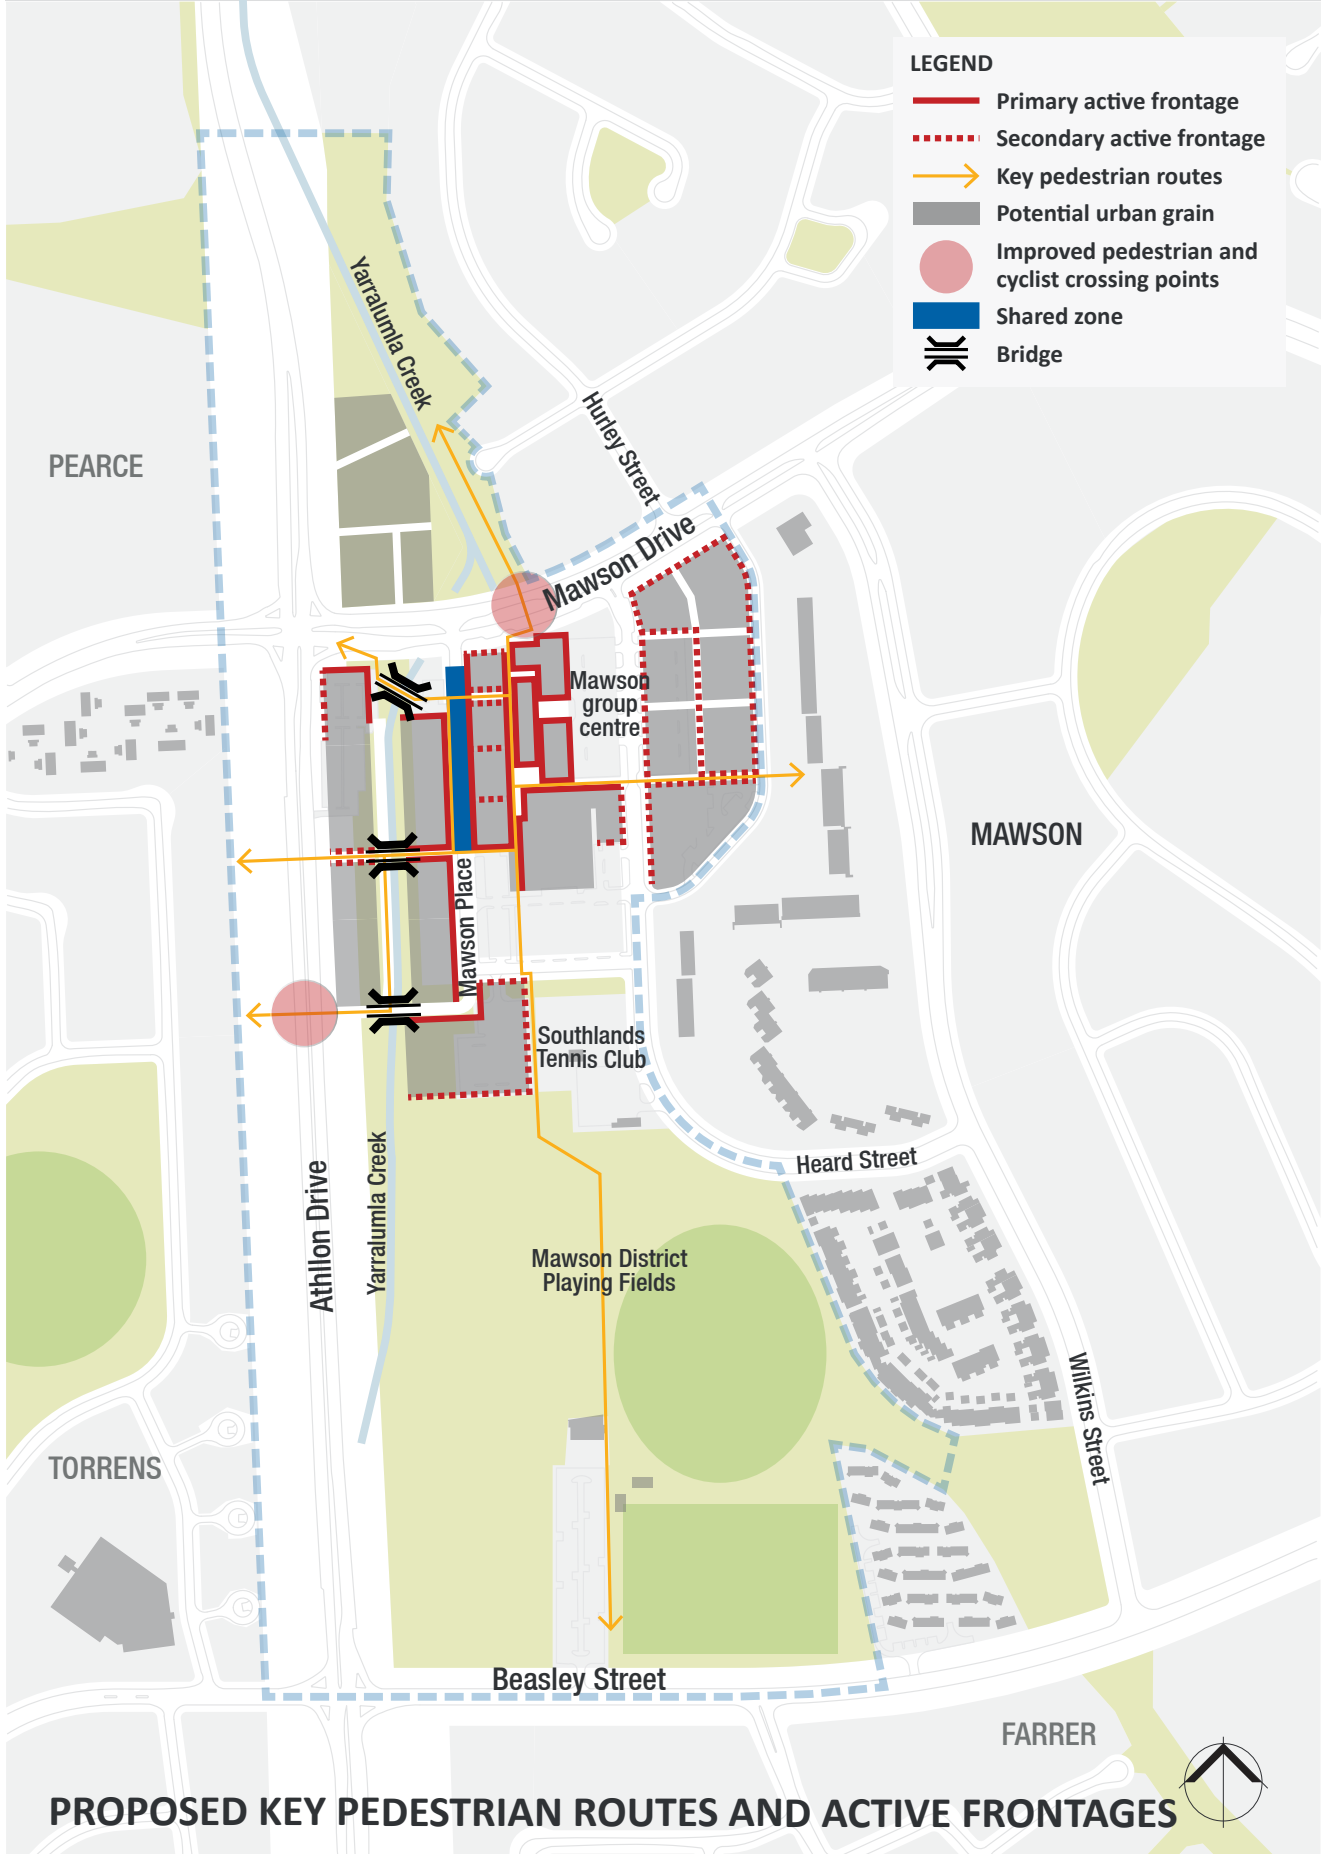 LEGEND
Primary active frontage
Secondary active frontage
Key pedestrian routes
Potential urban grain
Improved pedestrian and
cyclist crossing points
Shared zone
Bridge
Yarralumla Creek
Hurley Street
PEARCE
Mawson Drive
Mawson
group
centre
MAWSON
Mawson Place
Southlands
Tennis Club
Heard Street
Yarralumla Creek
Athllon Drive
Mawson District
Playing Fields
Wilkins Street
TORRENS
Beasley Street
FARRER
PROPOSED KEY PEDESTRIAN ROUTES AND ACTIVE FRONTAGES